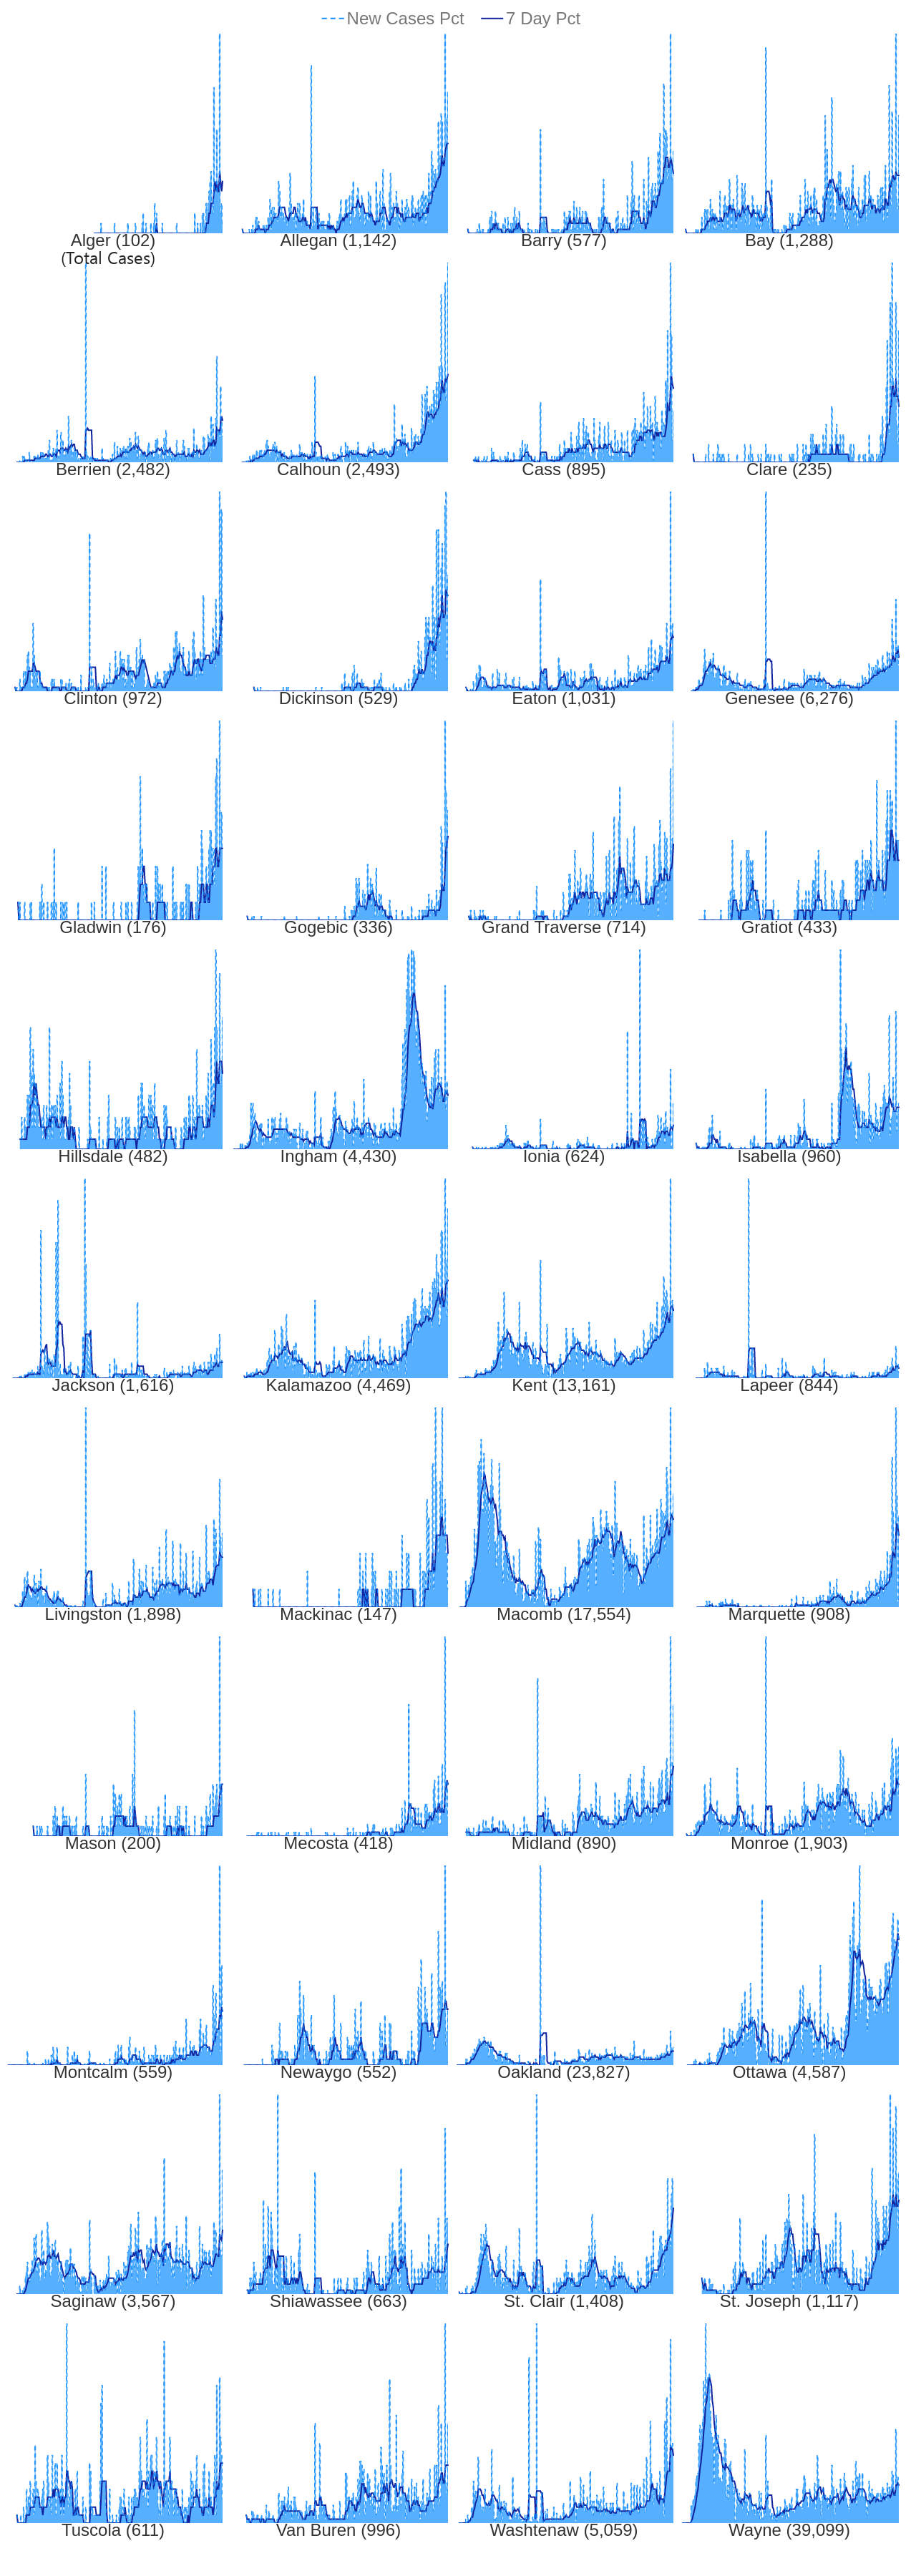 New Cases Pct 7 Day Pct
Alger (102) Allegan (1,142) Barry (577) Bay (1,288)
(Total Cases)
Berrien (2,482) Calhoun (2,493) Cass (895) Clare (235)
Clinton (972) Dickinson (529) Eaton (1,031) Genesee (6,276)
Gladwin (176) Gogebic (336) Grand Traverse (714) Gratiot (433)
Hillsdale (482) Ingham (4,430) Ionia (624) Isabella (960)
Jackson (1,616) Kalamazoo (4,469) Kent (13,161) Lapeer (844)
Livingston (1,898) Mackinac (147) Macomb (17,554) Marquette (908)
Mason (200) Mecosta (418) Midland (890) Monroe (1,903)
Montcalm (559) Newaygo (552) Oakland (23,827) Ottawa (4,587)
Saginaw (3,567) Shiawassee (663) St. Clair (1,408) St. Joseph (1,117)
Tuscola (611) Van Buren (996) Washtenaw (5,059) Wayne (39,099)